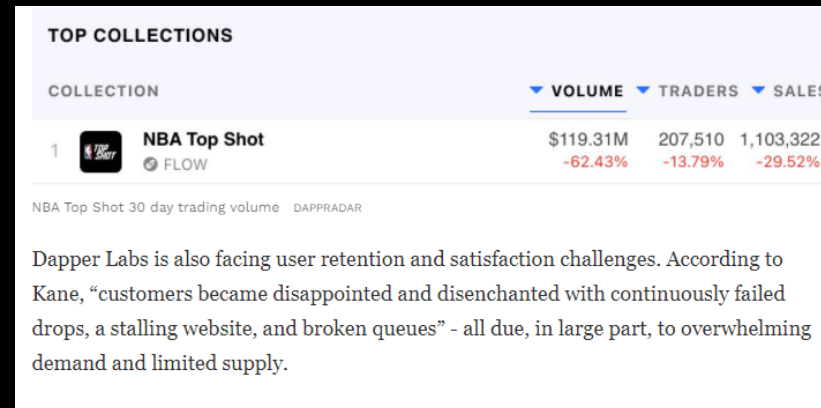 TOP COLLECTIONS
COLLECTION VOLUME TRADERS SALES
1 TOP SHOT NBA Top Shot $119.31M 207,510 1,103,322
FLOW -62.43% -13.79% -29.52%
NBA Top Shot 30 day trading volume DAPPRADAR
Dapper Labs is also facing user retention and satisfaction challenges. According to
Kane, “customers became disappointed and disenchanted with continuously failed
drops, a stalling website, and broken queues” - all due, in large part, to overwhelming
demand and limited supply.